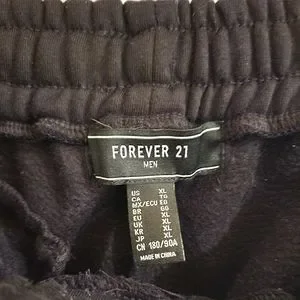 FOREVER 21
MEN
US XL
CA TG
MX/ECU EG
BR GG
EU XL
UK XL
KR XL
JP XL
CN 180/90A
MADE IN CHINA